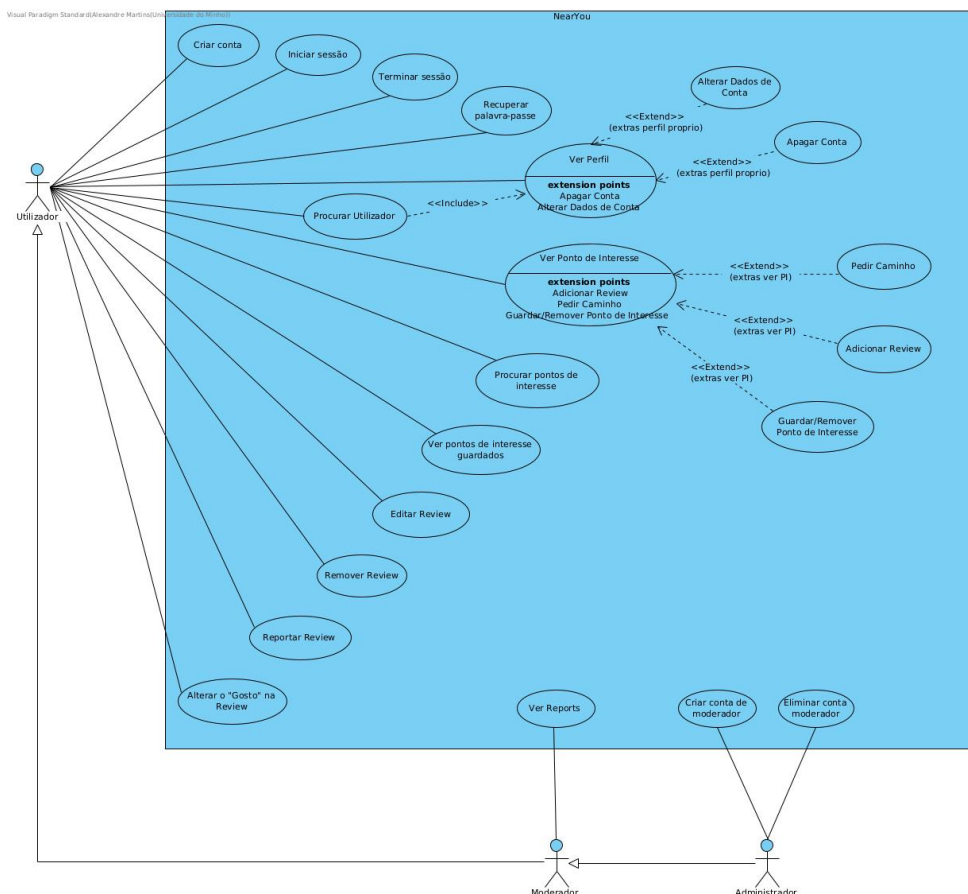 Visual Paradigm Standard(Alexandre Martins(Universidade do Minho))
NearYou
Criar conta
Iniciar sessão
Terminar sessão
Recuperar
palavra-passe
Alterar Dados de
Conta
<<Extend>>
(extras perfil proprio)
Apagar Conta
<<Extend>>
(extras perfil proprio)
Ver Perfil
extension points
Apagar Conta
Alterar Dados de Conta
Utilizador
Procurar Utilizador
<<Include>>
Ver Ponto de Interesse
extension points
Adicionar Review
Pedir Caminho
Guardar/Remover Ponto de Interesse
<<Extend>>
(extras ver PI)
Pedir Caminho
<<Extend>>
(extras ver PI)
Adicionar Review
<<Extend>>
(extras ver PI)
Guardar/Remover
Ponto de Interesse
Procurar pontos de
interesse
Ver pontos de interesse
guardados
Editar Review
Remover Review
Reportar Review
Alterar o "Gosto" na
Review
Ver Reports
Criar conta de
moderador
Eliminar conta
moderador
Moderador
Administrador